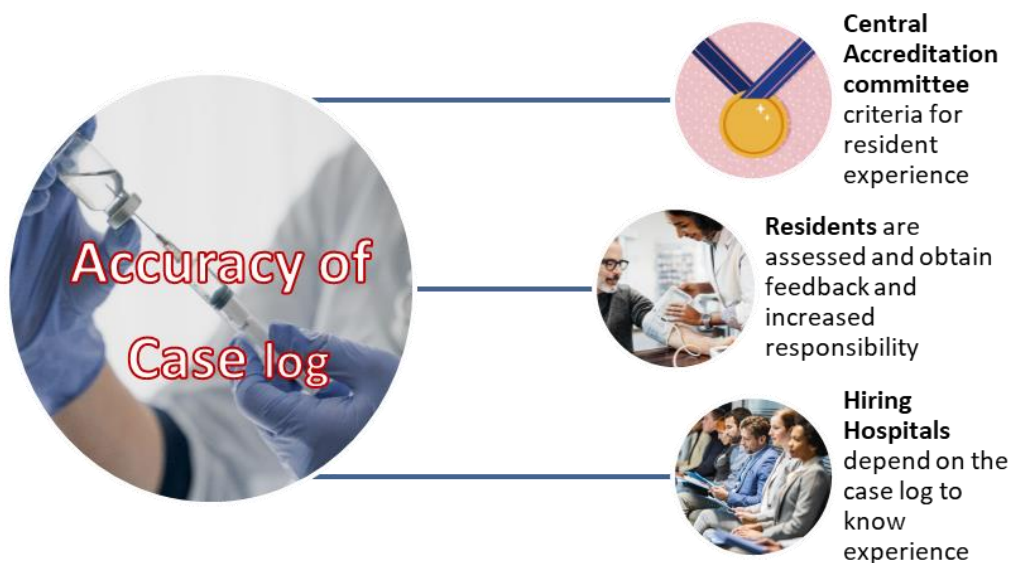 Accuracy of
Case log
Central
Accreditation
committee
criteria for
resident
experience
Residents are
assessed and obtain
feedback and
increased
responsibility
Hiring
Hospitals
depend on the
case log to
know
experience